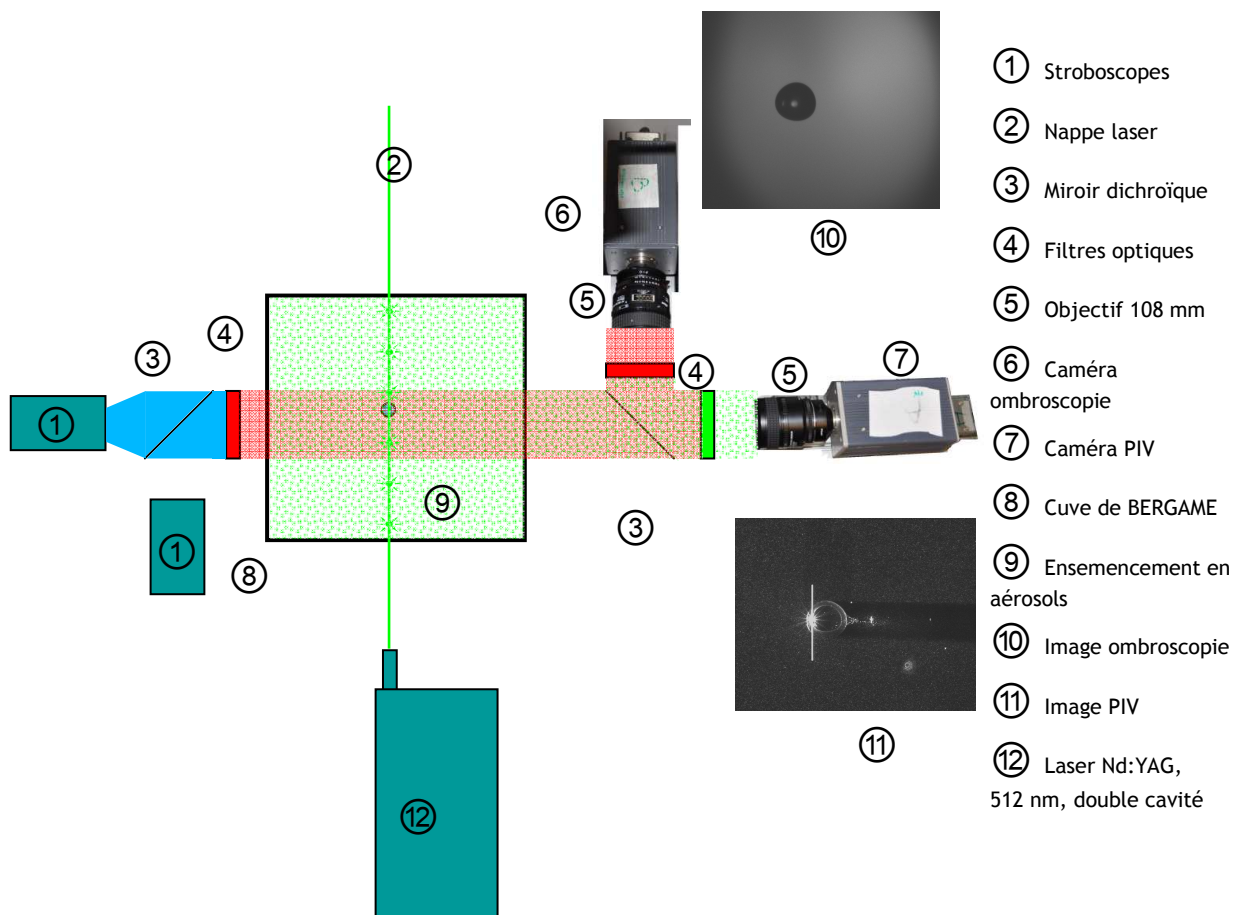 ① Stroboscopes
② Nappe laser
③ Miroir dichroïque
④ Filtres optiques
⑤ Objectif 108 mm
⑥ Caméra
ombroscopie
⑦ Caméra PIV
⑧ Cuve de BERGAME
⑨ Ensemencement en
aérosols
⑩ Image ombroscopie
⑪ Image PIV
⑫ Laser Nd:YAG,
512 nm, double cavité
②
⑥
⑩
⑤
④
③
④
⑤
⑦
①
⑨
③
①
⑧
⑪
⑫